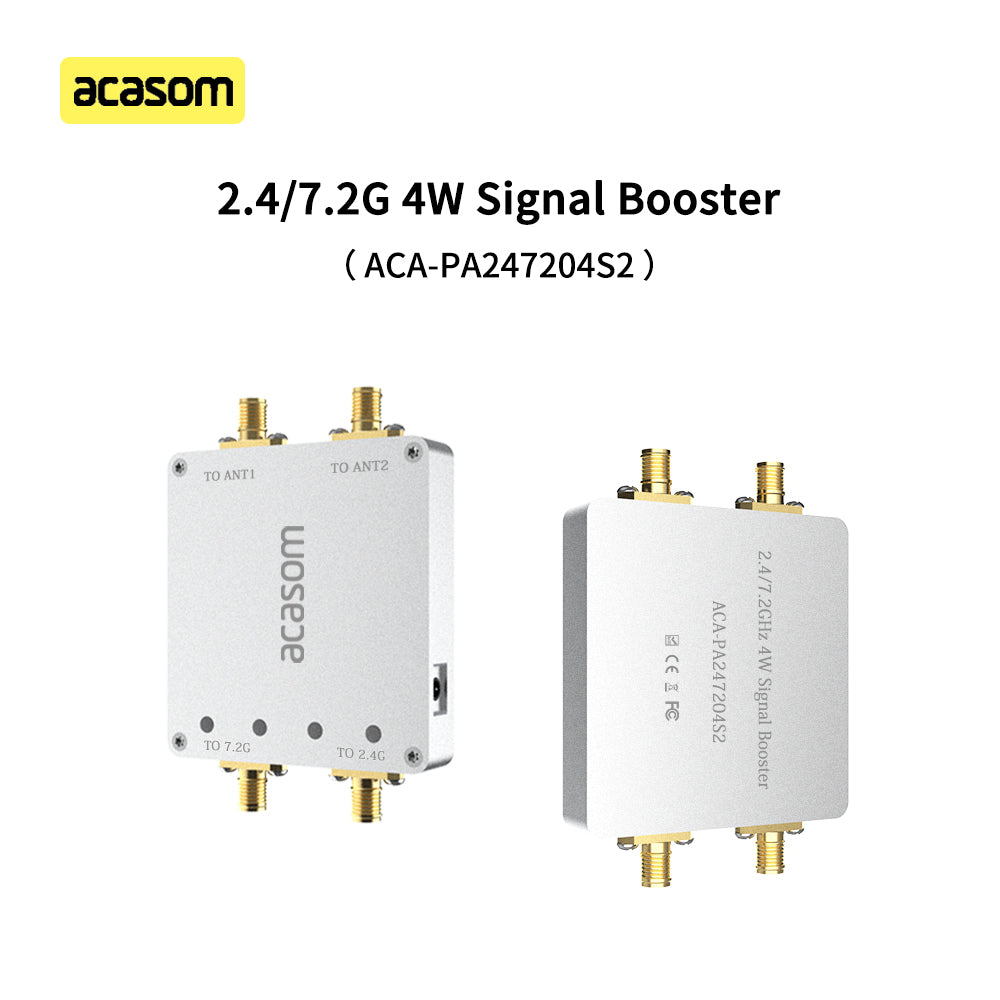 acasom
2.4/7.2G 4W Signal Booster
( ACA-PA247204S2 )
TO ANT1
TO ANT2
acasom
TO 7.2G
TO 2.4G
2.4/7.2GHz 4W Signal Booster
ACA-PA247204S2
CE FC